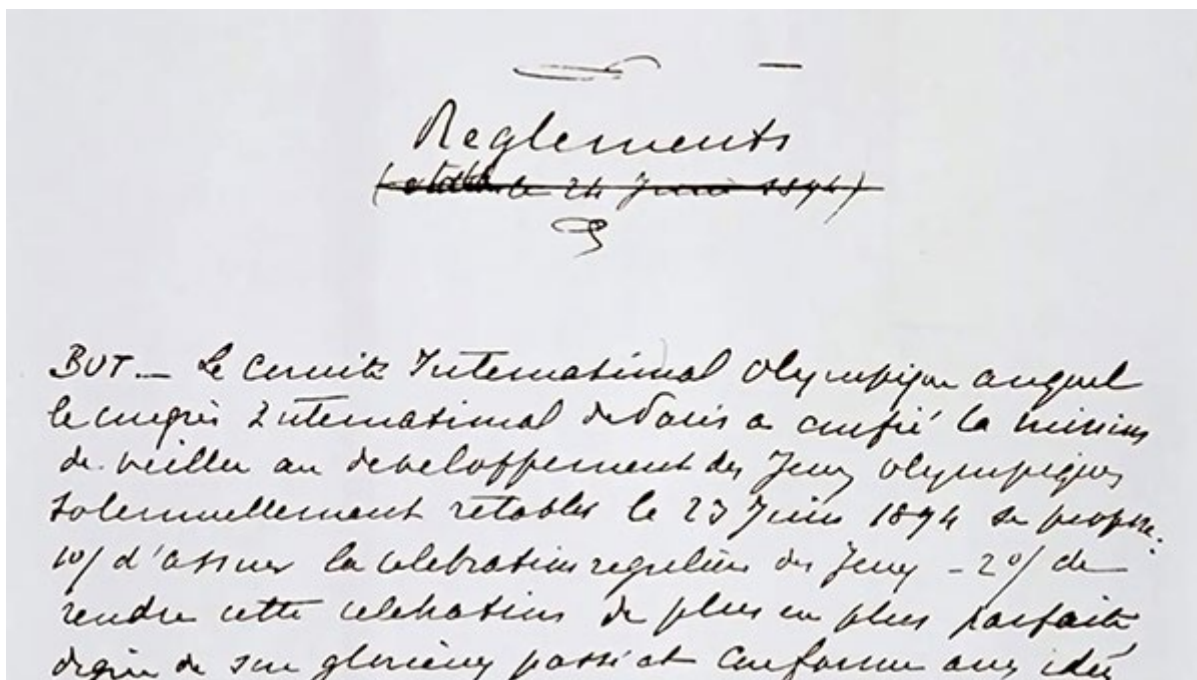 Reglements
(etabli le 24 Juin 1894)
BUT — Le Comité International Olympique auquel
le congrès International de Paris a confié la mission
de veiller au developpement des Jeux olympiques
solennellement retablis le 23 Juin 1894 se propose:
1o/ d'assurer la celebration regulière des Jeux - 2o/ de
rendre cette celebration de plus en plus parfaite
digne de son glorieux passé et conforme aux idées